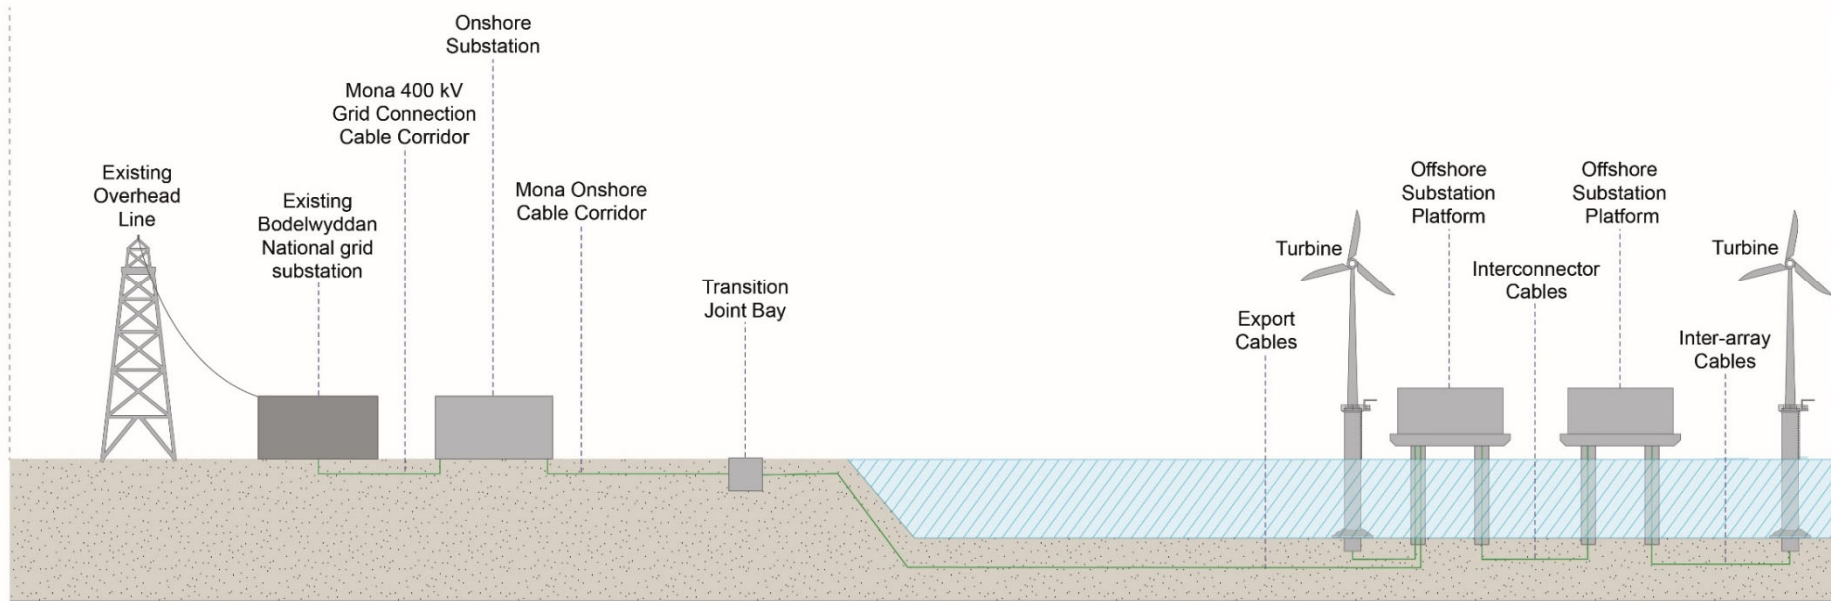 Onshore
Substation
Mona 400 kV
Grid Connection
Cable Corridor
Existing
Overhead
Line
Existing
Bodelwyddan
National grid
substation
Mona Onshore
Cable Corridor
Transition
Joint Bay
Export
Cables
Turbine
Offshore
Substation
Platform
Interconnector
Cables
Offshore
Substation
Platform
Inter-array
Cables
Turbine